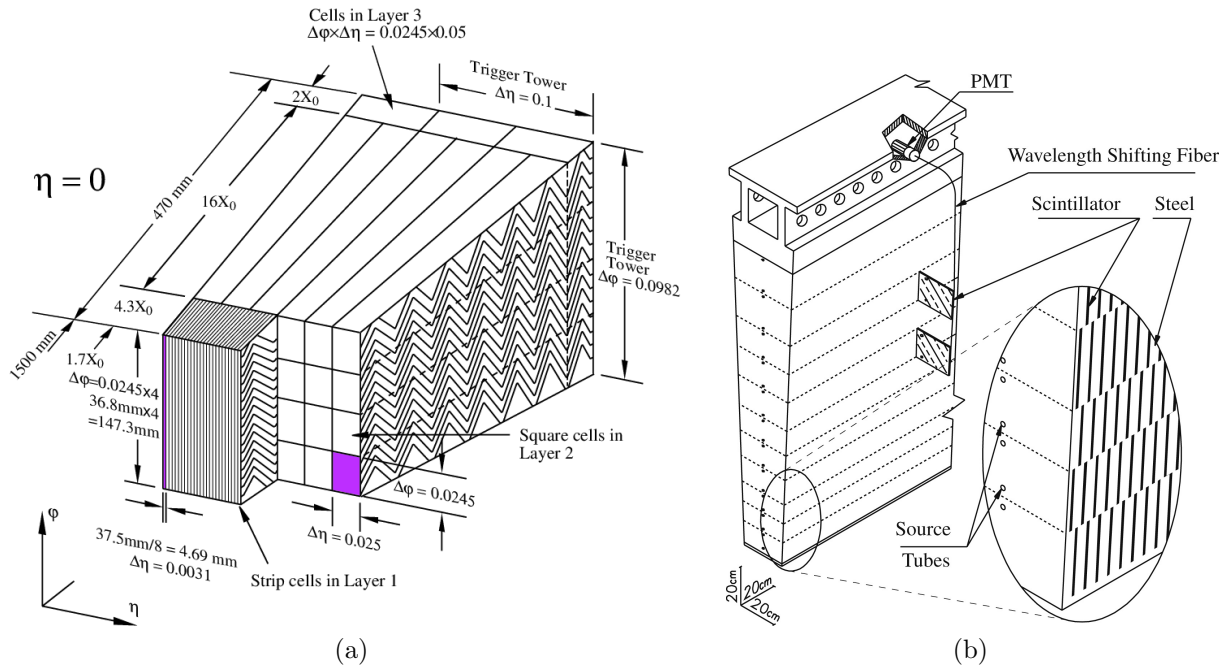 Cells in Layer 3
Δφ×Δη = 0.0245×0.05
Trigger Tower
Δη = 0.1
2X₀
η = 0
470 mm
16X₀
Trigger
Tower
Δφ = 0.0982
4.3X₀
1500 mm
1.7X₀
Δφ=0.0245x4
36.8mmx4
=147.3mm
Square cells in
Layer 2
Δφ = 0.0245
Δη = 0.025
37.5mm/8 = 4.69 mm
Δη = 0.0031
Strip cells in Layer 1
φ
η
(a)
PMT
Wavelength Shifting Fiber
Scintillator
Steel
Source
Tubes
20cm
20cm
20cm
(b)